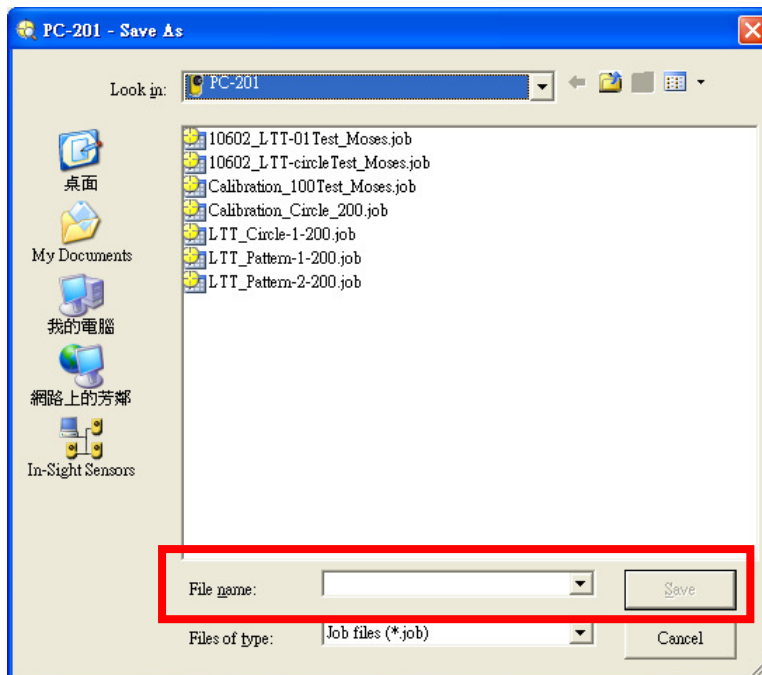 PC-201 - Save As
Look in:
PC-201
桌面
My Documents
我的電腦
網路上的芳鄰
In-Sight Sensors
10602_LTT-01Test_Moses.job
10602_LTT-circleTest_Moses.job
Calibration_100Test_Moses.job
Calibration_Circle_200.job
LTT_Circle-1-200.job
LTT_Pattern-1-200.job
LTT_Pattern-2-200.job
File name:
Save
Files of type:
Job files (*.job)
Cancel